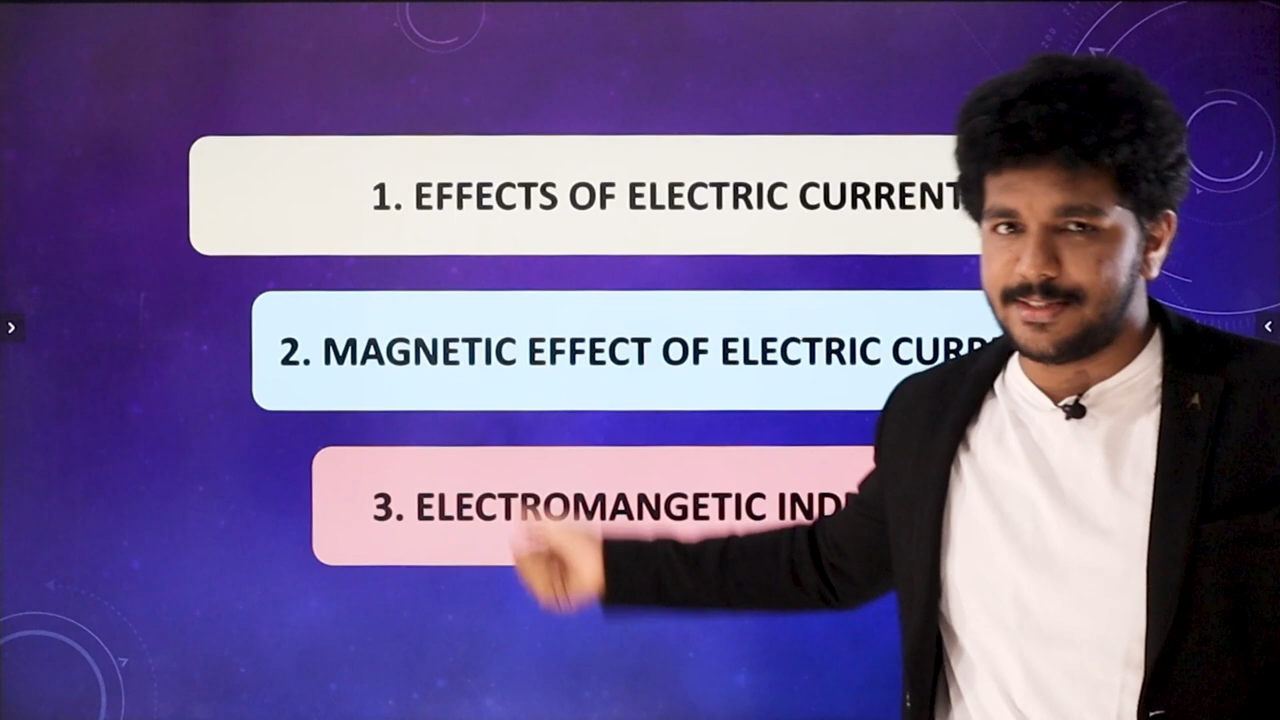 1. EFFECTS OF ELECTRIC CURRENT
2. MAGNETIC EFFECT OF ELECTRIC
3. ELECTROMANGETIC